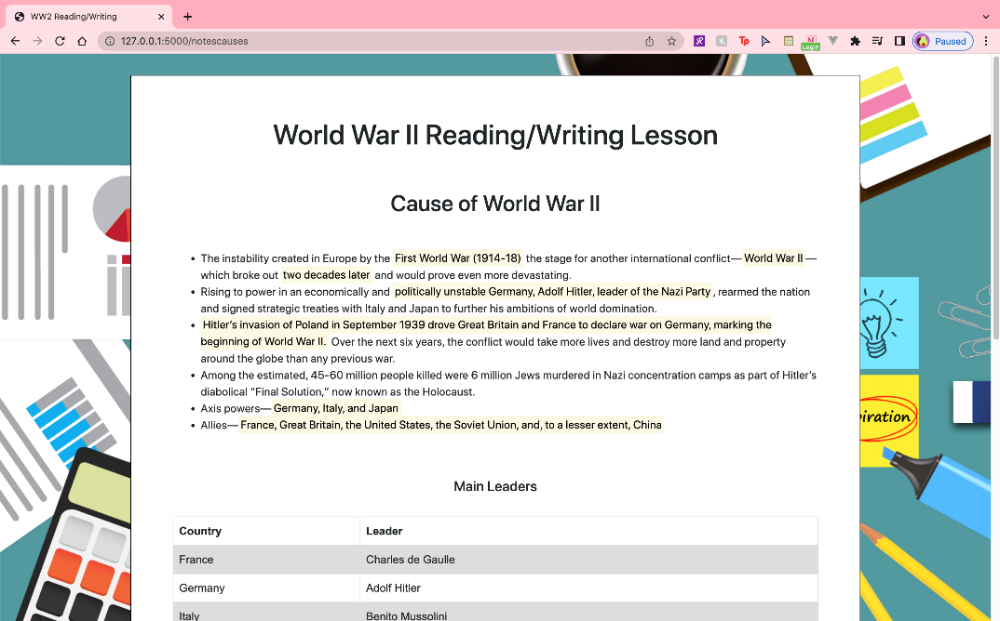 WW2 Reading/Writing
127.0.0.1:5000/notescauses
Tp
Login
Paused
World War II Reading/Writing Lesson
Cause of World War II
• The instability created in Europe by the First World War (1914-18) the stage for another international conflict—World War II—
which broke out two decades later and would prove even more devastating.
• Rising to power in an economically and politically unstable Germany, Adolf Hitler, leader of the Nazi Party , rearmed the nation
and signed strategic treaties with Italy and Japan to further his ambitions of world domination.
• Hitler’s invasion of Poland in September 1939 drove Great Britain and France to declare war on Germany, marking the
beginning of World War II. Over the next six years, the conflict would take more lives and destroy more land and property
around the globe than any previous war.
• Among the estimated, 45-60 million people killed were 6 million Jews murdered in Nazi concentration camps as part of Hitler’s
diabolical “Final Solution,” now known as the Holocaust.
• Axis powers— Germany, Italy, and Japan
• Allies— France, Great Britain, the United States, the Soviet Union, and, to a lesser extent, China
iration
Main Leaders
Country Leader
France Charles de Gaulle
Germany Adolf Hitler
Italy Benito Mussolini